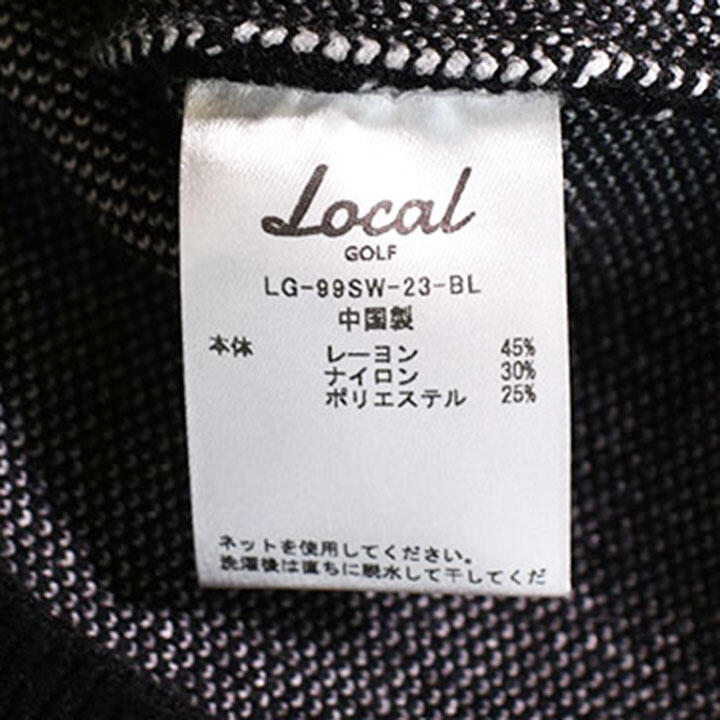 Local
GOLF
LG-99SW-23-BL
中国製
本体 レーヨン 45%
ナイロン 30%
ポリエステル 25%
ネットを使用してください。
洗濯後は直ちに脱水して干してくだ